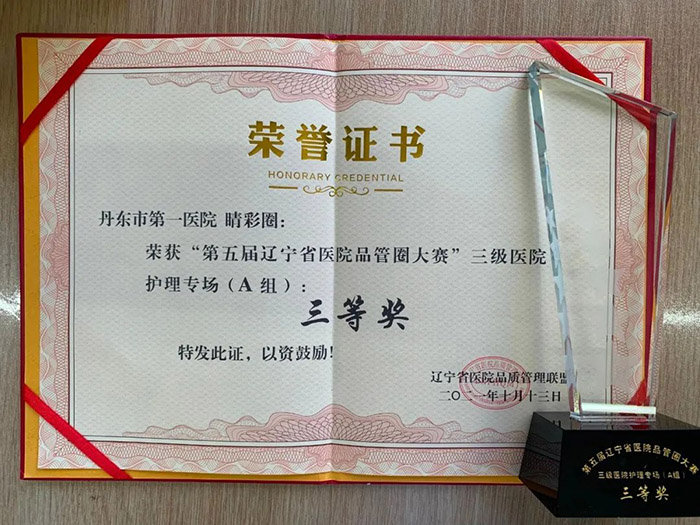 荣誉证书
HONORARY CREDENTIAL
丹东市第一医院 睛彩圈：
荣获“第五届辽宁省医院品管圈大赛”三级医院
护理专场（A 组）：
三等奖
特发此证，以资鼓励！
辽宁省医院品质管理联盟
二〇二一年十月十三日
第五届辽宁省医院品管圈大赛
三级医院护理专场（A组）
三等奖